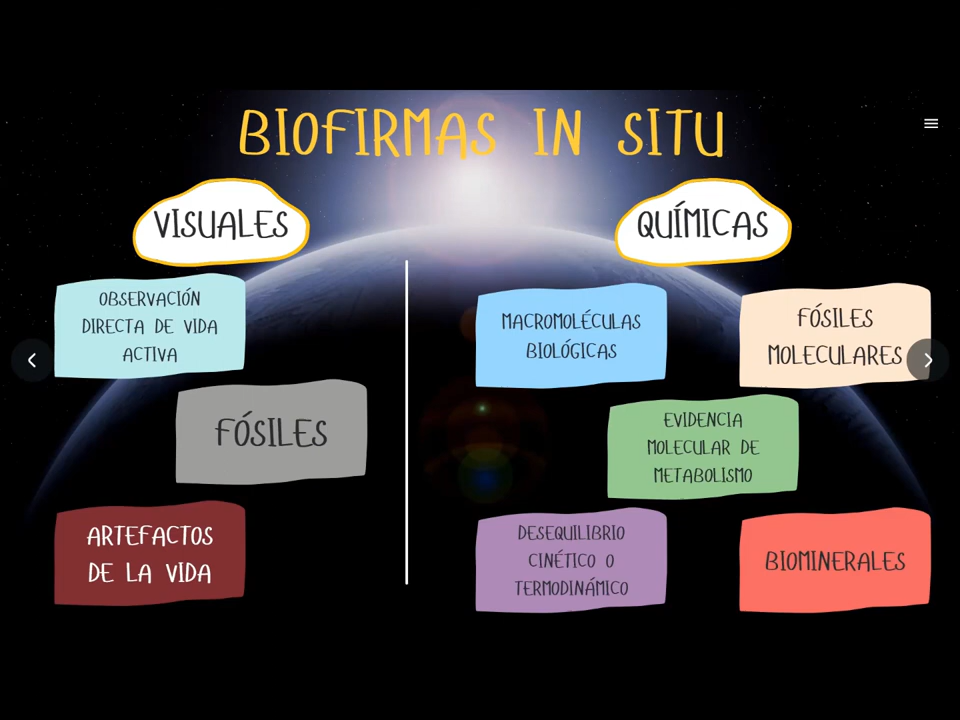 BIOFIRMAS IN SITU
VISUALES
OBSERVACIÓN
DIRECTA DE VIDA
ACTIVA
FÓSILES
ARTEFACTOS
DE LA VIDA
QUÍMICAS
MACROMOLÉCULAS
BIOLÓGICAS
FÓSILES
MOLECULARES
EVIDENCIA
MOLECULAR DE
METABOLISMO
DESEQUILIBRIO
CINÉTICO O
TERMODINÁMICO
BIOMINERALES